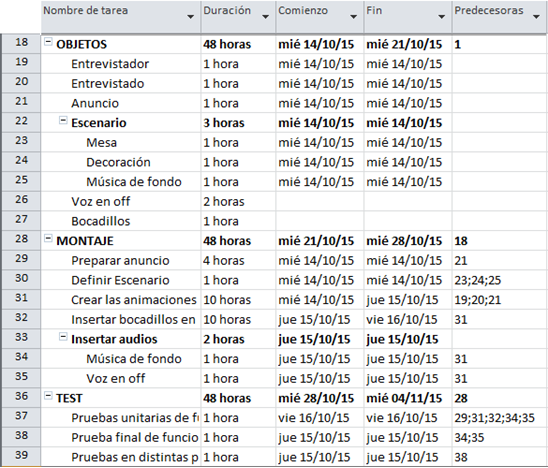 Nombre de tarea Duración Comienzo Fin Predecesoras
18 OBJETOS 48 horas mié 14/10/15 mié 21/10/15 1
19 Entrevistador 1 hora mié 14/10/15 mié 14/10/15
20 Entrevistado 1 hora mié 14/10/15 mié 14/10/15
21 Anuncio 1 hora mié 14/10/15 mié 14/10/15
22 Escenario 3 horas mié 14/10/15 mié 14/10/15
23 Mesa 1 hora mié 14/10/15 mié 14/10/15
24 Decoración 1 hora mié 14/10/15 mié 14/10/15
25 Música de fondo 1 hora mié 14/10/15 mié 14/10/15
26 Voz en off 2 horas
27 Bocadillos 1 hora
28 MONTAJE 48 horas mié 21/10/15 mié 28/10/15 18
29 Preparar anuncio 4 horas mié 14/10/15 mié 14/10/15 21
30 Definir Escenario 1 hora mié 14/10/15 mié 14/10/15 23;24;25
31 Crear las animaciones 10 horas mié 14/10/15 jue 15/10/15 19;20;21
32 Insertar bocadillos en 10 horas jue 15/10/15 vie 16/10/15 31
33 Insertar audios 2 horas jue 15/10/15 jue 15/10/15
34 Música de fondo 1 hora jue 15/10/15 jue 15/10/15 31
35 Voz en off 1 hora jue 15/10/15 jue 15/10/15 31
36 TEST 48 horas mié 28/10/15 mié 04/11/15 28
37 Pruebas unitarias de f 1 hora vie 16/10/15 vie 16/10/15 29;31;32;34;35
38 Prueba final de funcio 1 hora jue 15/10/15 jue 15/10/15 34;35
39 Pruebas en distintas p 1 hora jue 15/10/15 jue 15/10/15 38